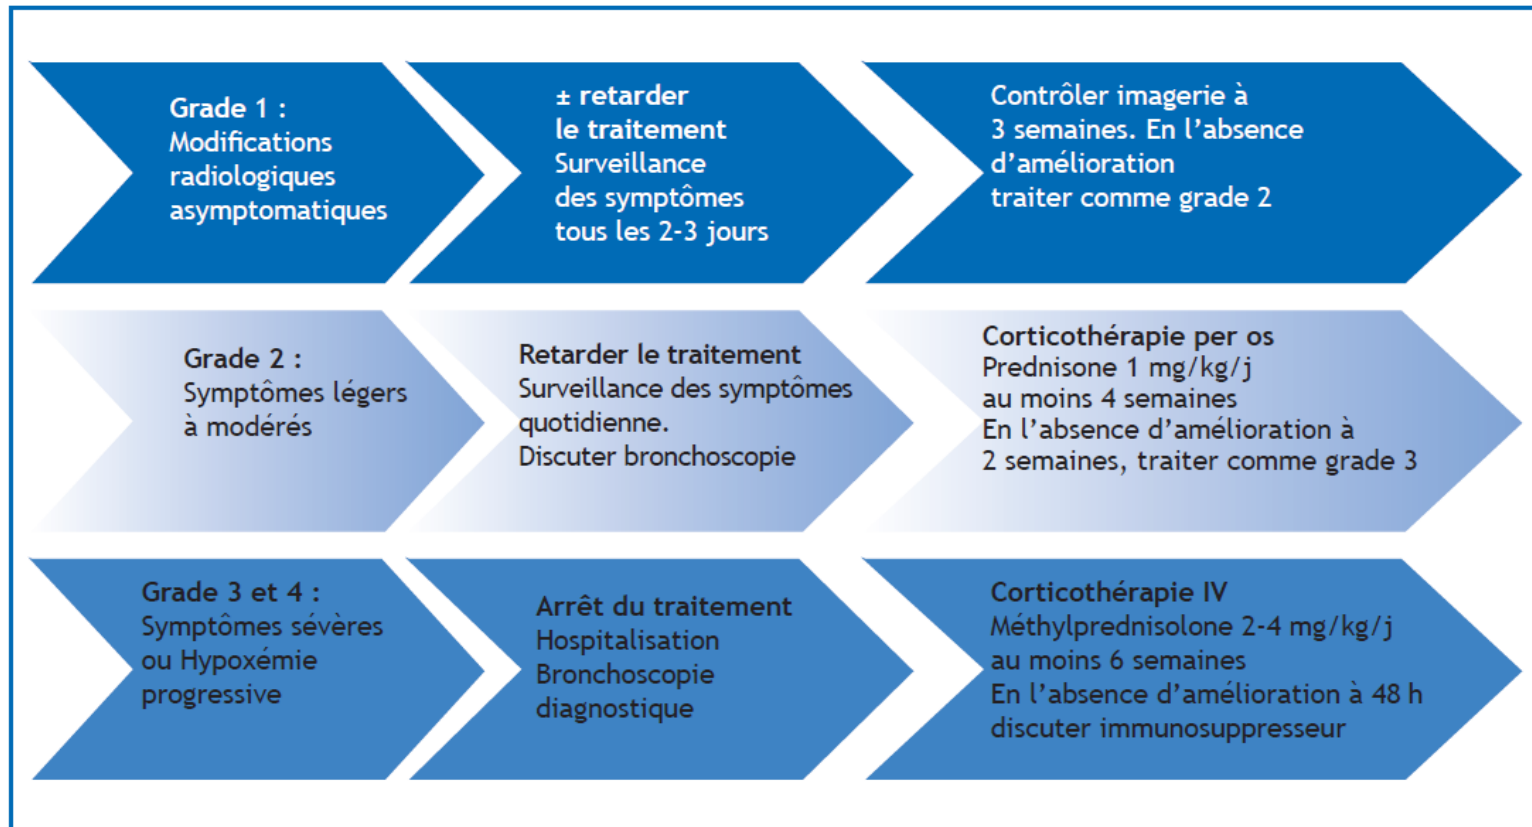 Grade 1 :
Modifications
radiologiques
asymptomatiques
± retarder
le traitement
Surveillance
des symptômes
tous les 2-3 jours
Contrôler imagerie à
3 semaines. En l’absence
d’amélioration
traiter comme grade 2
Grade 2 :
Symptômes légers
à modérés
Retarder le traitement
Surveillance des symptômes
quotidienne.
Discuter bronchoscopie
Corticothérapie per os
Prednisone 1 mg/kg/j
au moins 4 semaines
En l’absence d’amélioration à
2 semaines, traiter comme grade 3
Grade 3 et 4 :
Symptômes sévères
ou Hypoxémie
progressive
Arrêt du traitement
Hospitalisation
Bronchoscopie
diagnostique
Corticothérapie IV
Méthylprednisolone 2-4 mg/kg/j
au moins 6 semaines
En l’absence d’amélioration à 48 h
discuter immunosuppresseur